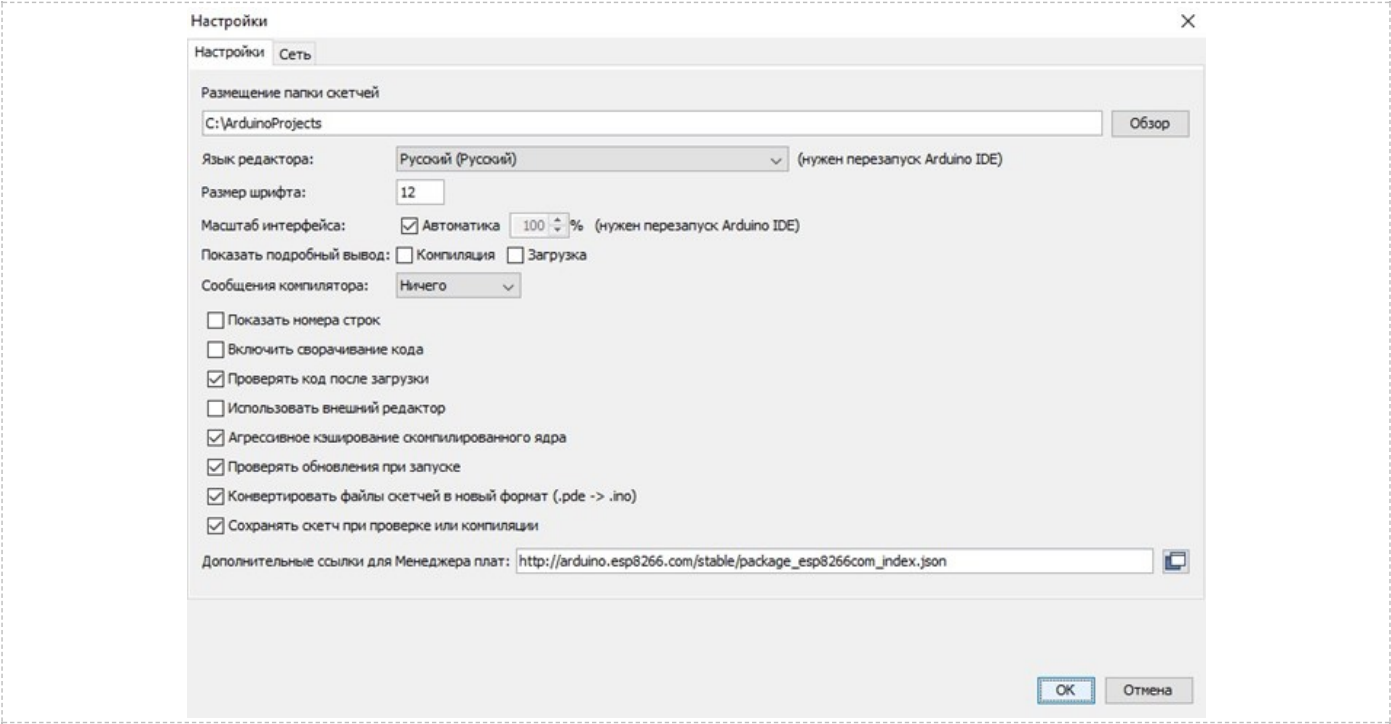 Настройки
Настройки Сеть
Размещение папки скетчей
C:\ArduinoProjects Обзор
Язык редактора: Русский (Русский) (нужен перезапуск Arduino IDE)
Размер шрифта: 12
Масштаб интерфейса: Автоматика 100 % (нужен перезапуск Arduino IDE)
Показать подробный вывод: Компиляция Загрузка
Сообщения компилятора: Ничего
Показать номера строк
Включить сворачивание кода
Проверять код после загрузки
Использовать внешний редактор
Агрессивное кэширование скомпилированного ядра
Проверять обновления при запуске
Конвертировать файлы скетчей в новый формат (.pde -> .ino)
Сохранять скетч при проверке или компиляции
Дополнительные ссылки для Менеджера плат: http://arduino.esp8266.com/stable/package_esp8266com_index.json
OK Отмена